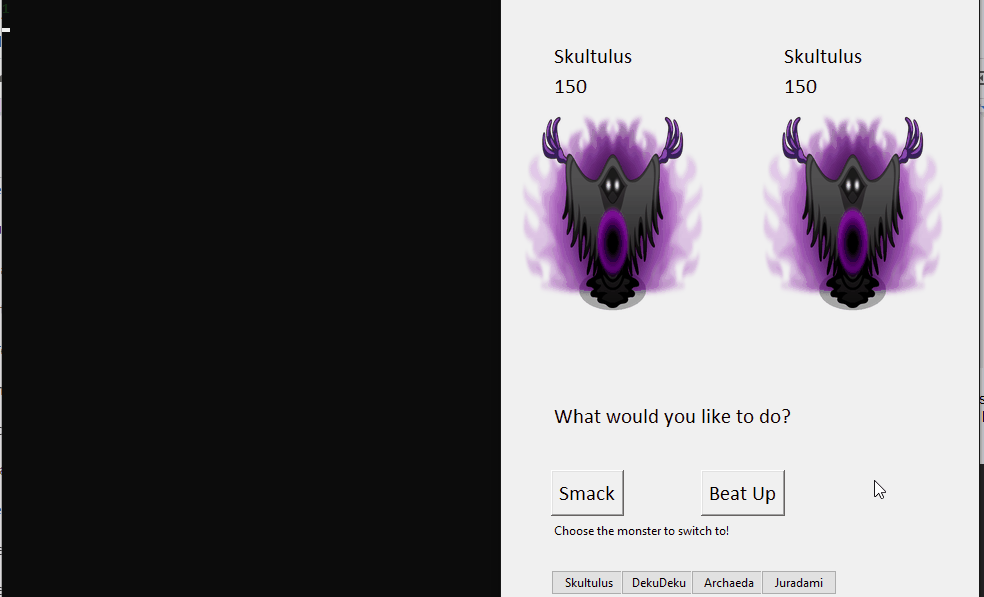 Skultulus Skultulus
150 150
What would you like to do?
Smack Beat Up
Choose the monster to switch to!
Skultulus DekuDeku Archaeda Juradami